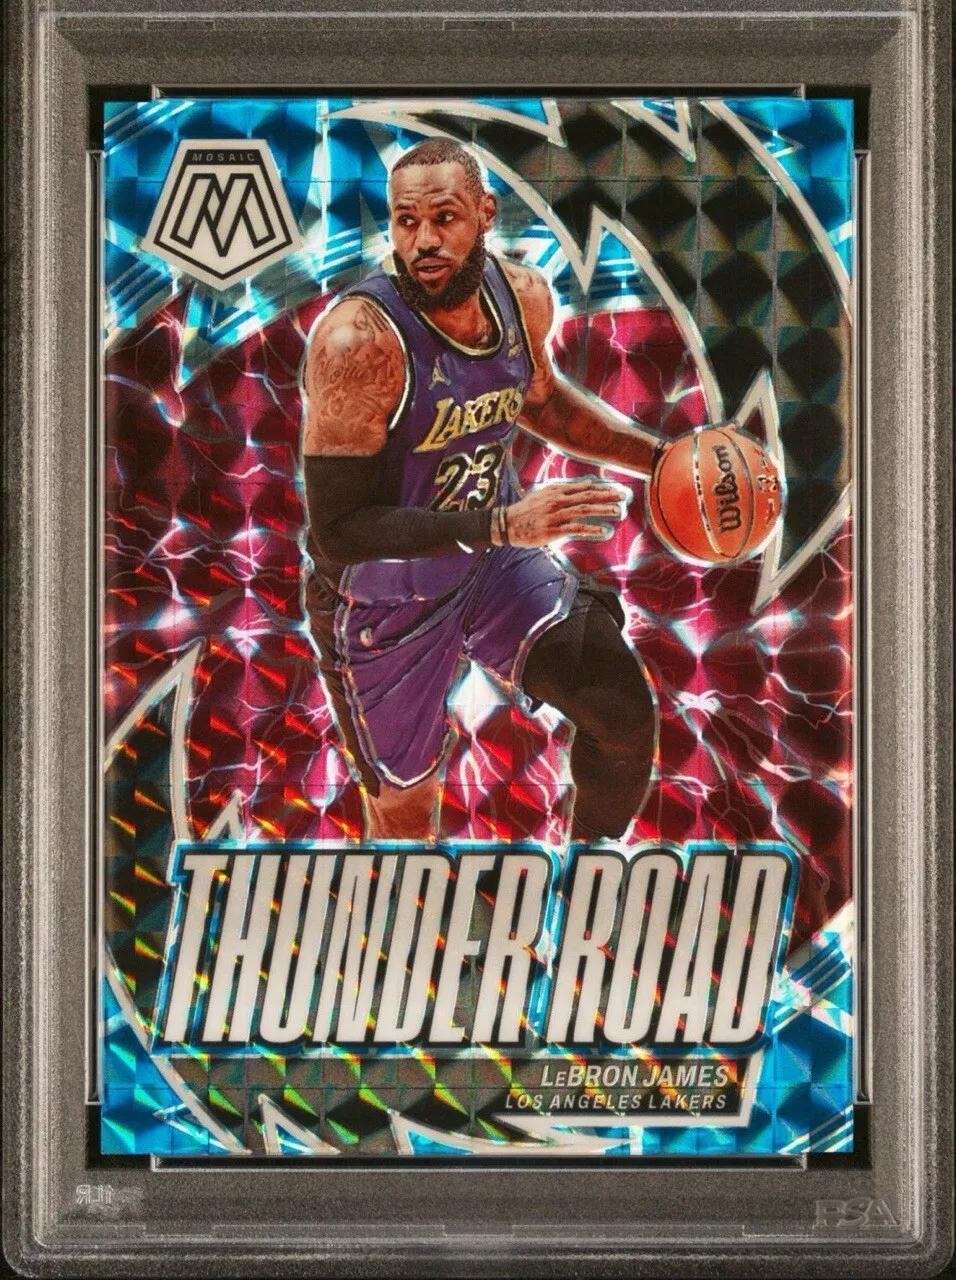 MOSAIC
M
LAKERS
23
Wilson
THUNDER ROAD
LEBRON JAMES
LOS ANGELES LAKERS
PSA